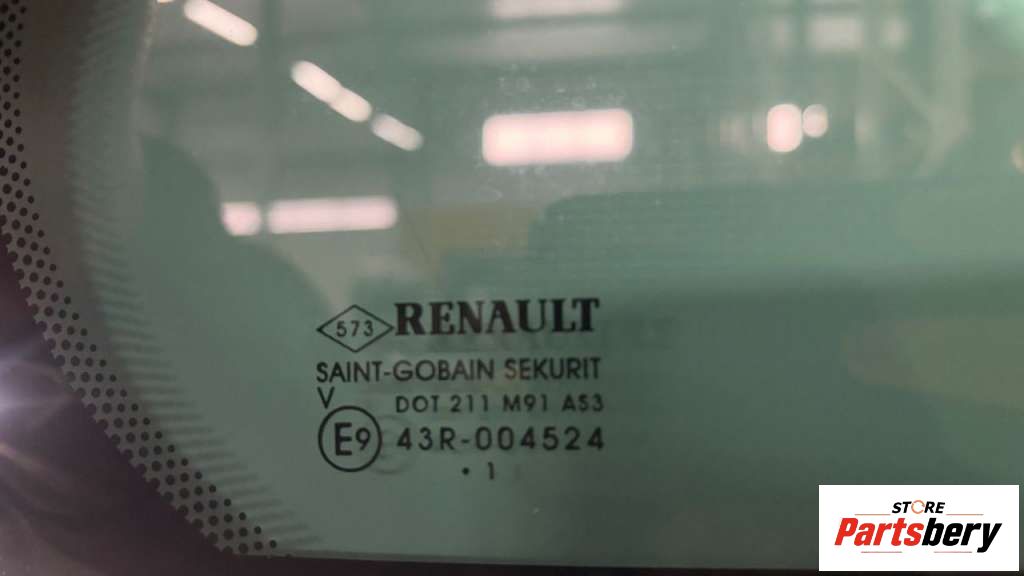 573 RENAULT
SAINT-GOBAIN SEKURIT
V
DOT 211 M91 AS3
E9 43R-004524
• 1
STORE
Partsbery